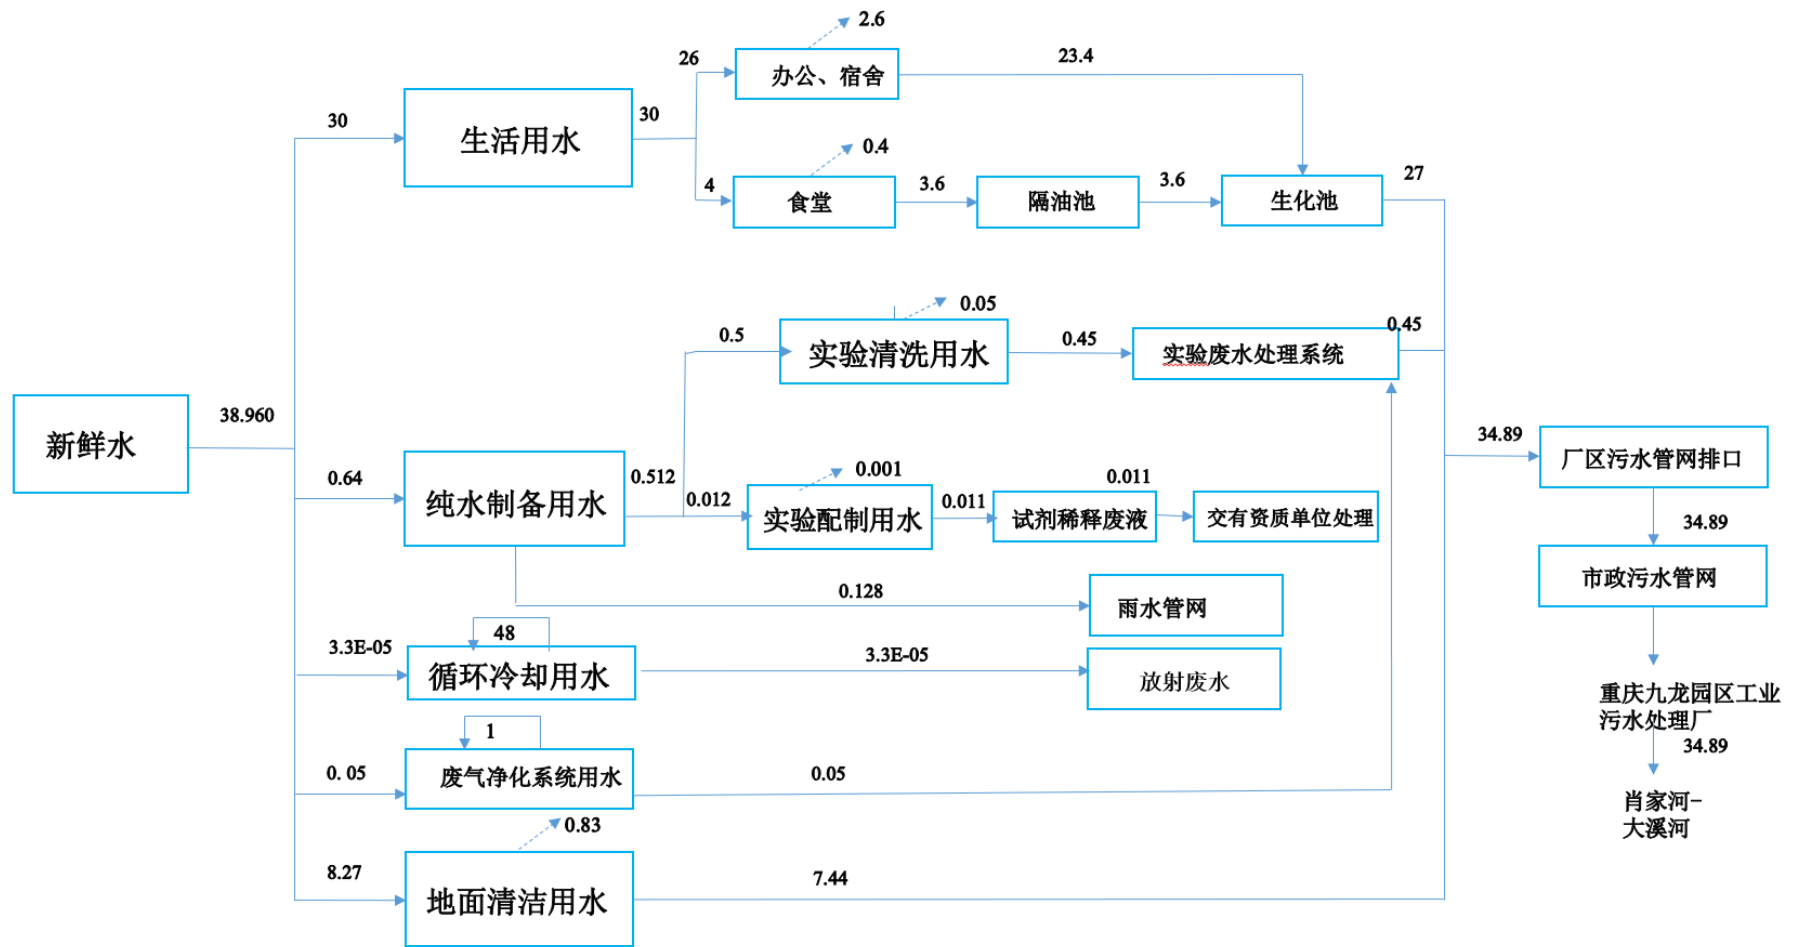 2.6
26
办公、宿舍
23.4
30
生活用水
30
0.4
4
食堂
3.6
隔油池
3.6
生化池
27
0.05
0.5
实验清洗用水
0.45
实验废水处理系统
0.45
新鲜水
38.960
0.64
纯水制备用水
0.512
0.012
0.001
实验配制用水
0.011
试剂稀释废液
0.011
交有资质单位处理
34.89
厂区污水管网排口
34.89
市政污水管网
0.128
雨水管网
3.3E-05
48
循环冷却用水
3.3E-05
放射废水
重庆九龙园区工业
污水处理厂
34.89
肖家河-
大溪河
0. 05
1
废气净化系统用水
0.05
0.83
8.27
地面清洁用水
7.44